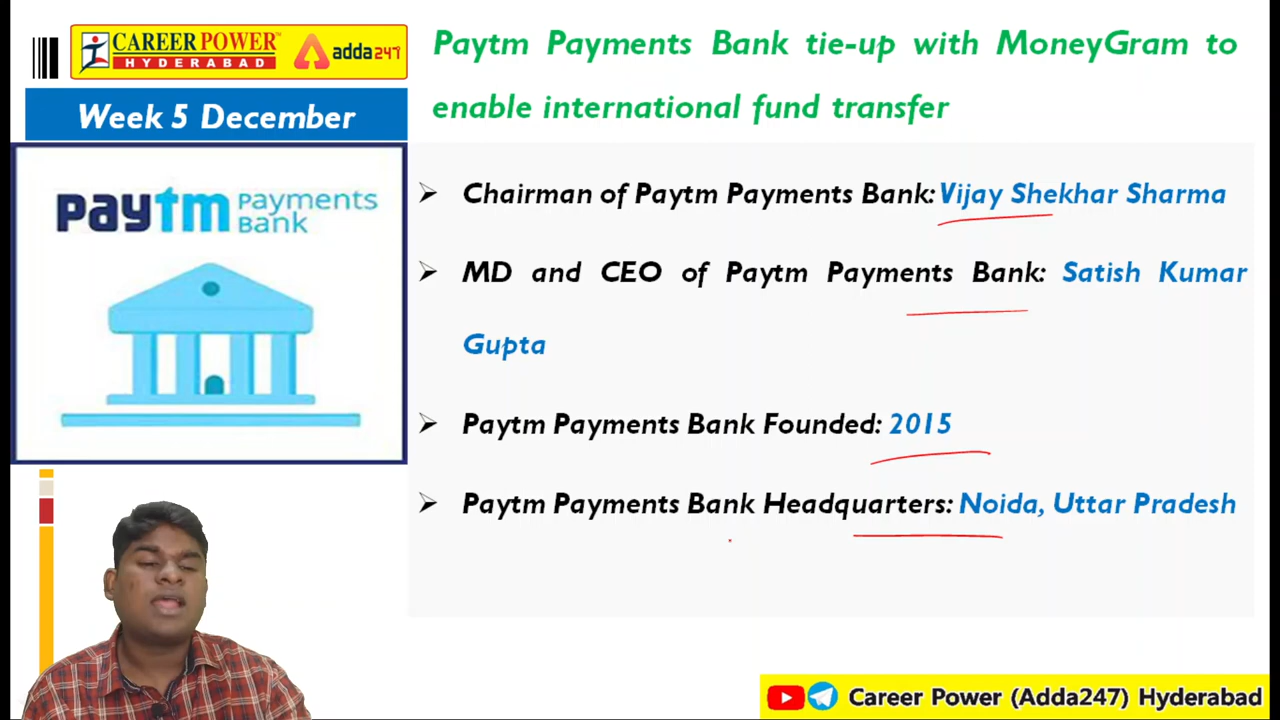 CAREER POWER
HYDERABAD
adda247
Week 5 December
Paytm Payments Bank tie-up with MoneyGram to
enable international fund transfer
paytm Payments
Bank
➢ Chairman of Paytm Payments Bank: Vijay Shekhar Sharma
➢ MD and CEO of Paytm Payments Bank: Satish Kumar
Gupta
➢ Paytm Payments Bank Founded: 2015
➢ Paytm Payments Bank Headquarters: Noida, Uttar Pradesh
Career Power (Adda247) Hyderabad